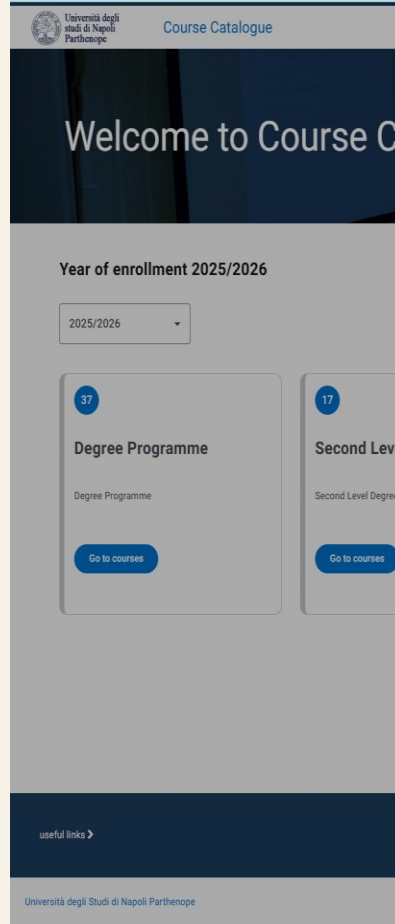 Università degli
studi di Napoli
Parthenope
Course Catalogue
Welcome to Course C
Year of enrollment 2025/2026
2025/2026
37
Degree Programme
Degree Programme
Go to courses
17
Second Lev
Second Level Degree
Go to courses
useful links
Università degli Studi di Napoli Parthenope